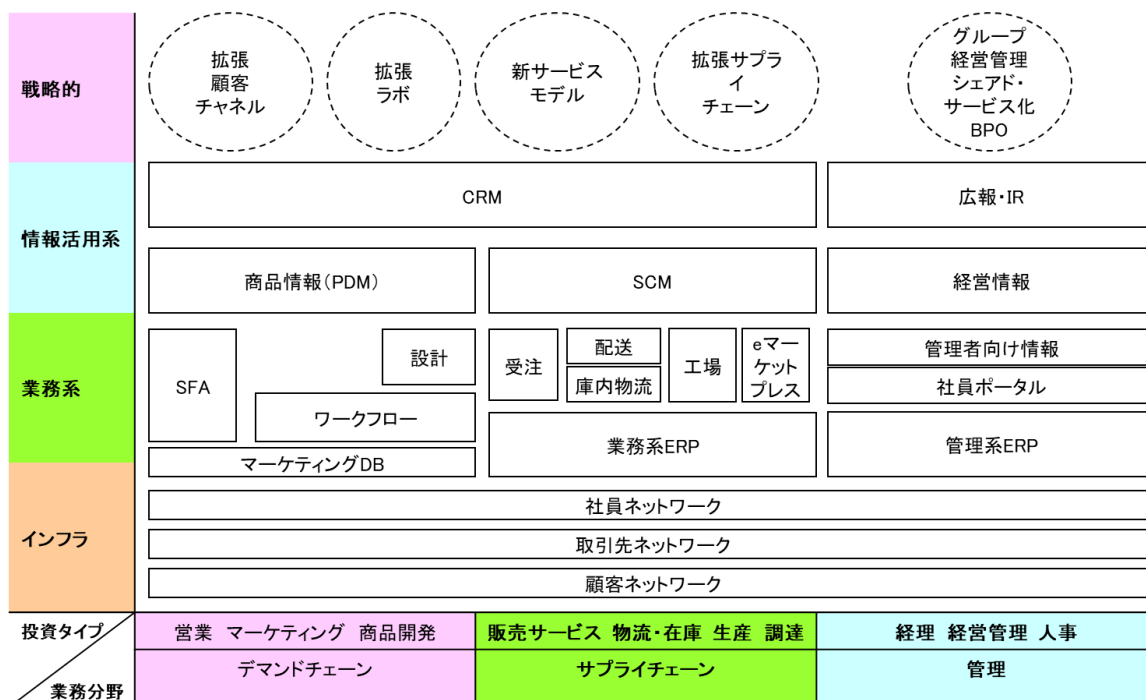 戦略的
拡張
顧客
チャネル
拡張
ラボ
新サービス
モデル
拡張サプラ
イ
チェーン
グループ
経営管理
シェアド・
サービス化
BPO
情報活用系
CRM
広報・IR
商品情報(PDM)
SCM
経営情報
業務系
SFA
設計
ワークフロー
マーケティングDB
受注
配送
庫内物流
工場
eマー
ケット
プレス
業務系ERP
管理者向け情報
社員ポータル
管理系ERP
インフラ
社員ネットワーク
取引先ネットワーク
顧客ネットワーク
投資タイプ
業務分野
営業 マーケティング 商品開発
販売サービス 物流・在庫 生産 調達
経理 経営管理 人事
デマンドチェーン
サプライチェーン
管理